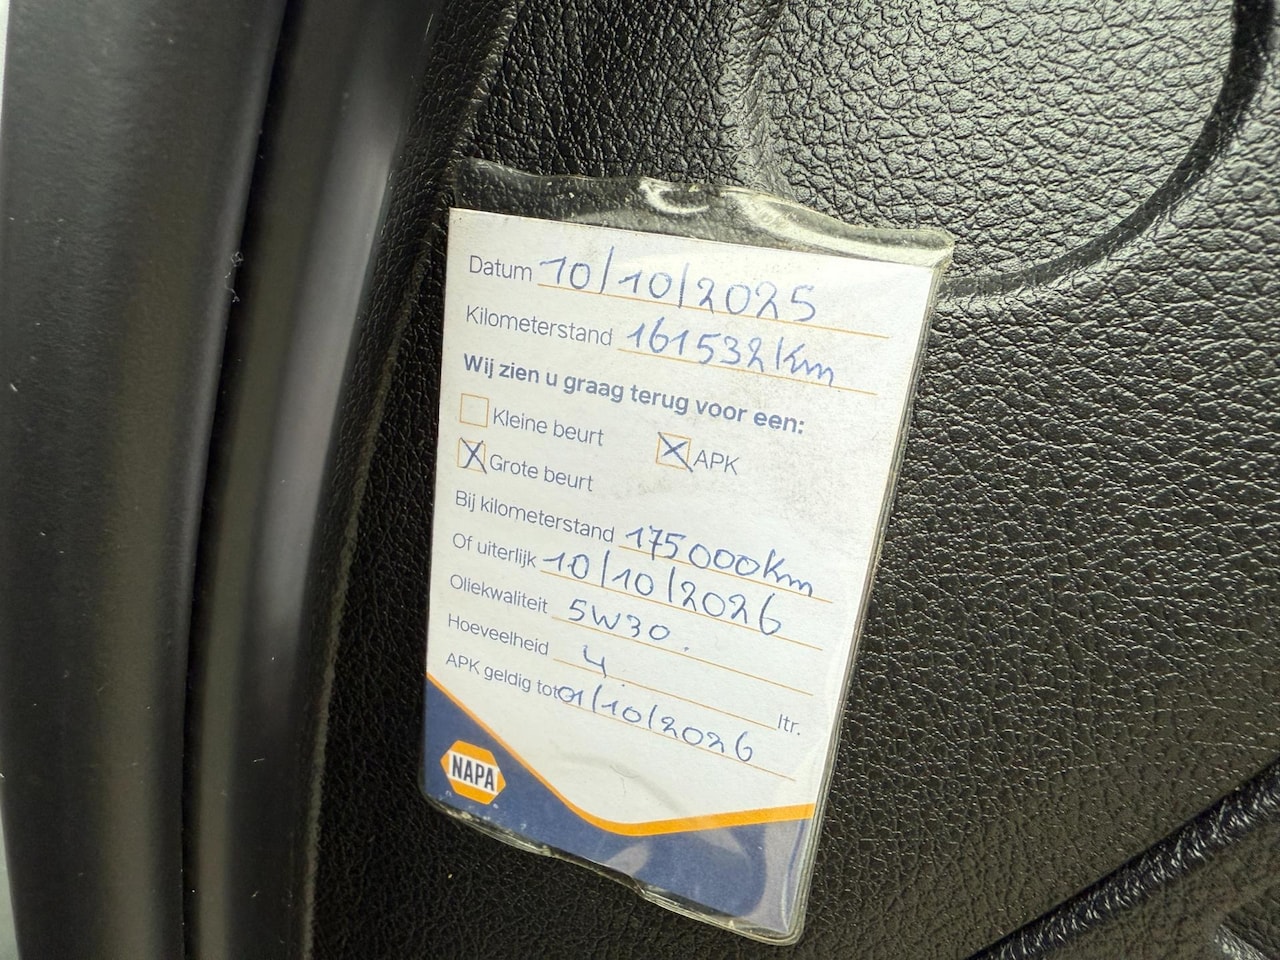 Datum 10/10/2025
Kilometerstand 161532 Km
Wij zien u graag terug voor een:
Kleine beurt
X APK
X Grote beurt
Bij kilometerstand 175000 Km
Of uiterlijk 10/10/2026
Oliekwaliteit 5W30.
Hoeveelheid 4 ltr.
APK geldig tot 01/10/2026
NAPA